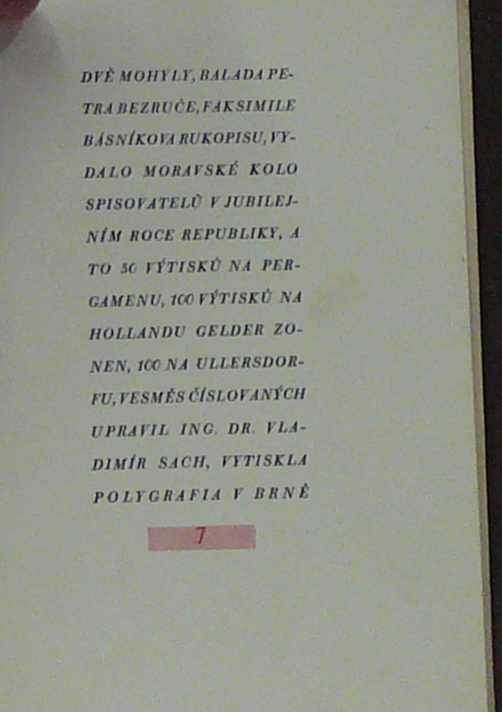 DVĚ MOHYLY, BALADA PE-
TRA BEZRUČE, FAKSIMILE
BÁSNÍKOVA RUKOPISU, VY-
DALO MORAVSKÉ KOLO
SPISOVATELŮ V JUBILEJ-
NÍM ROCE REPUBLIKY, A
TO 50 VÝTISKŮ NA PER-
GAMENU, 100 VÝTISKŮ NA
HOLLANDU GELDER ZO-
NEN, 100 NA ULLERSDOR-
FU, VESMĚS ČÍSLOVANÝCH
UPRAVIL ING. DR. VLA-
DIMÍR SACH, VYTISKLA
POLYGRAFIA V BRNĚ
7